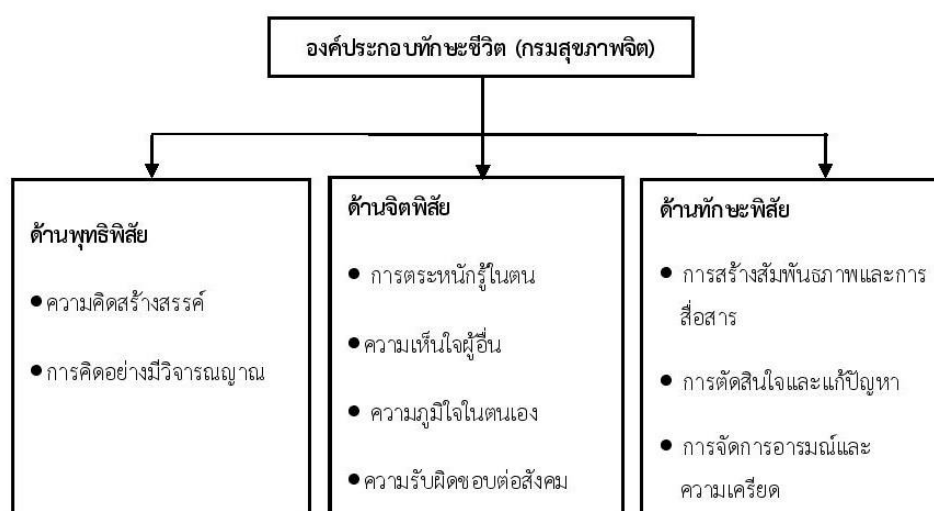 องค์ประกอบทักษะชีวิต (กรมสุขภาพจิต)
ด้านพุทธิพิสัย
● ความคิดสร้างสรรค์
● การคิดอย่างมีวิจารณญาณ
ด้านจิตพิสัย
● การตระหนักรู้ในตน
● ความเห็นใจผู้อื่น
● ความภูมิใจในตนเอง
● ความรับผิดชอบต่อสังคม
ด้านทักษะพิสัย
● การสร้างสัมพันธภาพและการ
สื่อสาร
● การตัดสินใจและแก้ปัญหา
● การจัดการอารมณ์และ
ความเครียด